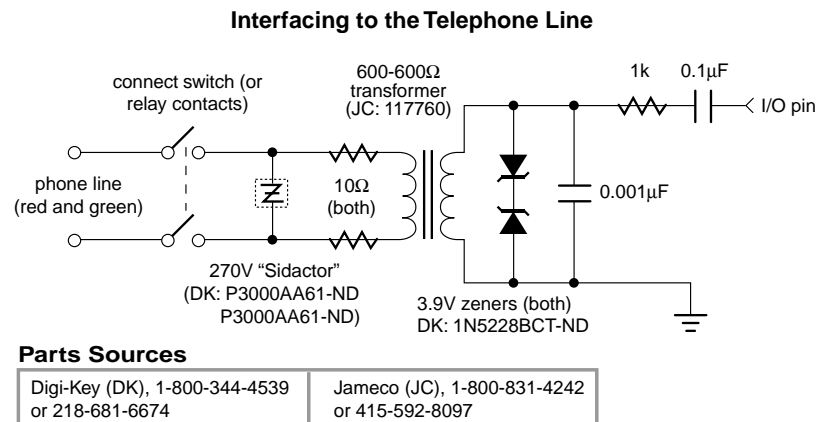 Interfacing to the Telephone Line
connect switch (or
relay contacts)
600-600Ω
transformer
(JC: 117760)
1k
0.1μF
I/O pin
phone line
(red and green)
10Ω
(both)
0.001μF
270V “Sidactor”
(DK: P3000AA61-ND
P3000AA61-ND)
3.9V zeners (both)
DK: 1N5228BCT-ND
Parts Sources
Digi-Key (DK), 1-800-344-4539
or 218-681-6674
Jameco (JC), 1-800-831-4242
or 415-592-8097